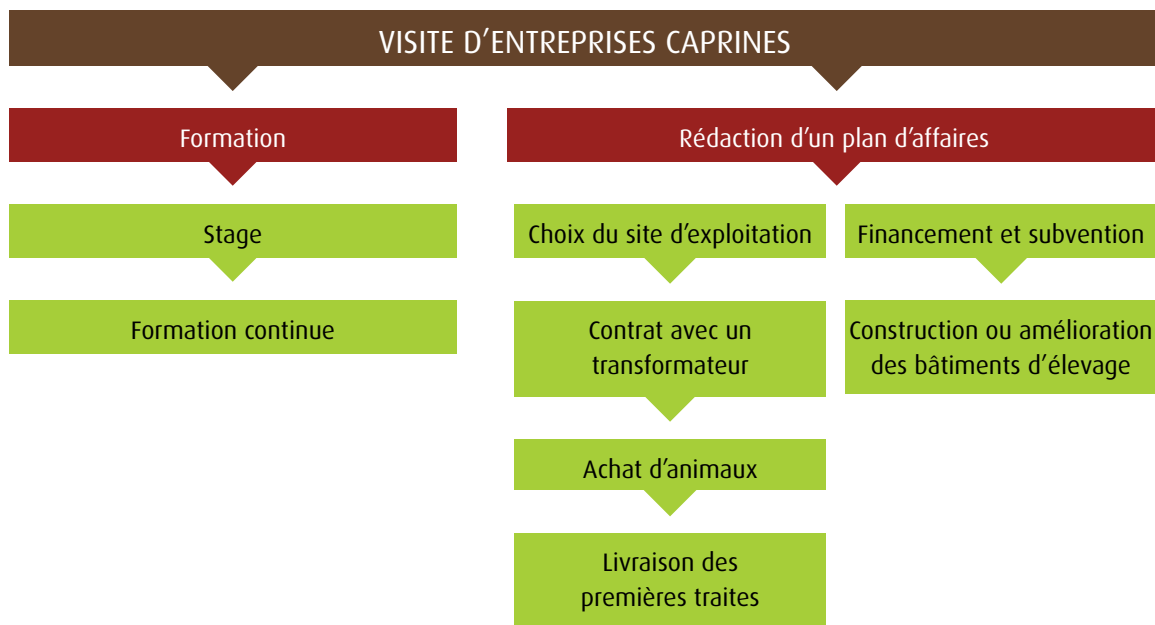 VISITE D’ENTREPRISES CAPRINES
Formation
Rédaction d’un plan d’affaires
Stage
Choix du site d’exploitation
Financement et subvention
Formation continue
Contrat avec un
transformateur
Construction ou amélioration
des bâtiments d’élevage
Achat d’animaux
Livraison des
premières traites